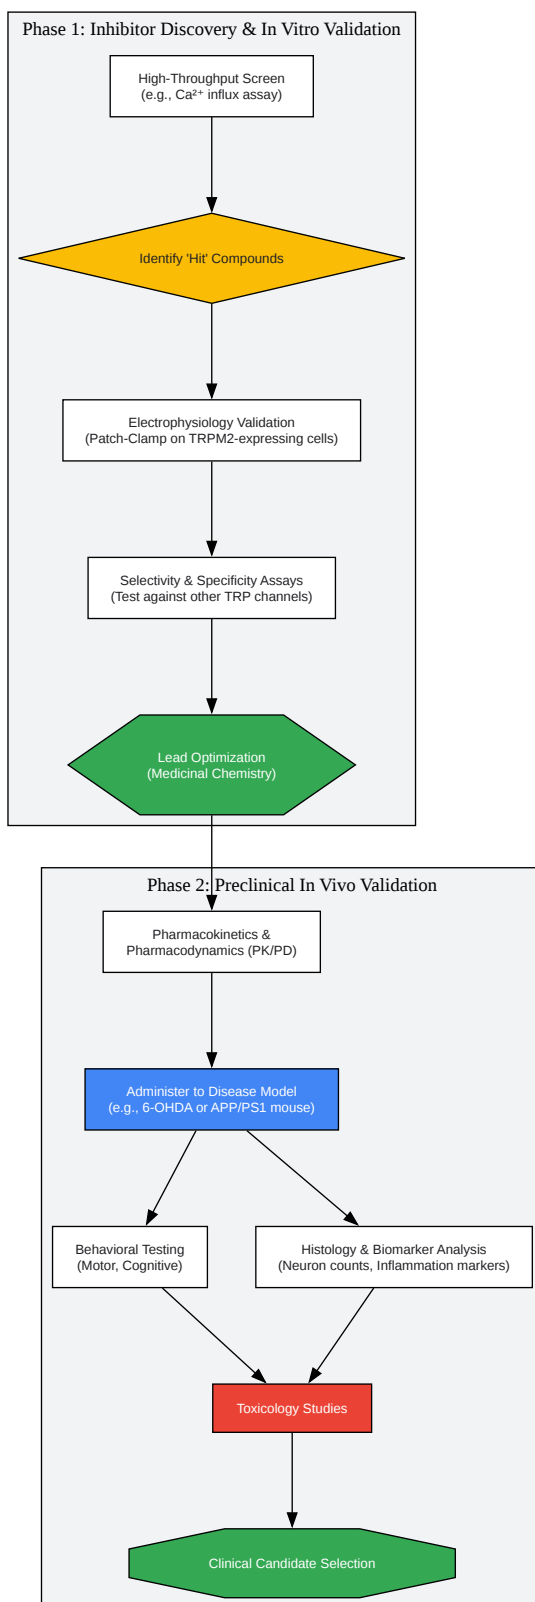 Phase 1: Inhibitor Discovery & In Vitro Validation
High-Throughput Screen
(e.g., Ca²⁺ influx assay)
Identify 'Hit' Compounds
Electrophysiology Validation
(Patch-Clamp on TRPM2-expressing cells)
Selectivity & Specificity Assays
(Test against other TRP channels)
Lead Optimization
(Medicinal Chemistry)
Phase 2: Preclinical In Vivo Validation
Pharmacokinetics &
Pharmacodynamics (PK/PD)
Administer to Disease Model
(e.g., 6-OHDA or APP/PS1 mouse)
Behavioral Testing
(Motor, Cognitive)
Histology & Biomarker Analysis
(Neuron counts, Inflammation markers)
Toxicology Studies
Clinical Candidate Selection